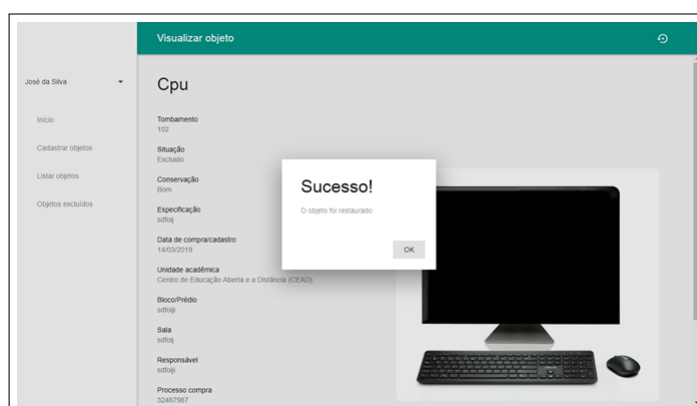 Visualizar objeto
José da Silva
Início
Cadastrar objetos
Listar objetos
Objetos excluídos
Cpu
Tombamento
102
Situação
Excluído
Conservação
Bom
Especificação
sdfoij
Data de compra/cadastro
14/03/2019
Unidade acadêmica
Centro de Educação Aberta e a Distância (CEAD)
Bloco/Prédio
sdfoiji
Sala
sdfoij
Responsável
sdfoiji
Processo compra
32487987
Sucesso!
O objeto foi restaurado
OK